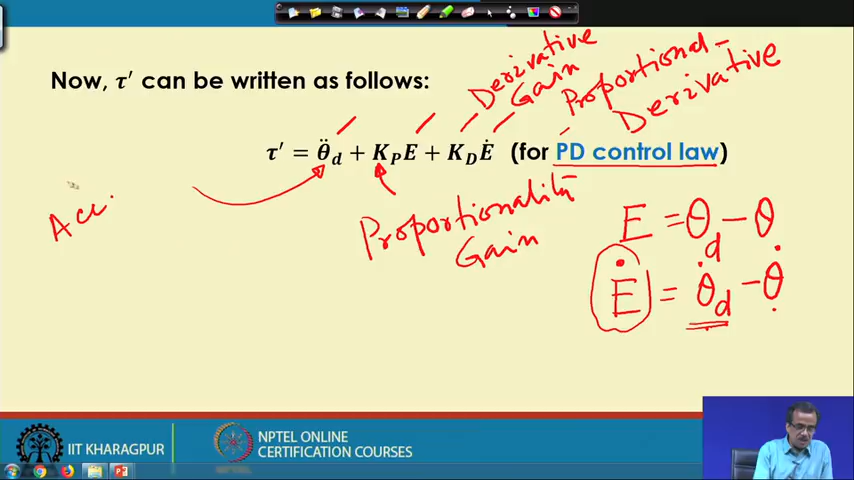 Now, τ′ can be written as follows:
Derivative
Gain
Proportional-
Derivative
τ′ = θ̈_d + K_P E + K_D Ė (for PD control law)
Acc.
Proportionality
Gain
E = θ_d − θ
Ė = θ̇_d − θ̇
IIT KHARAGPUR
NPTEL ONLINE
CERTIFICATION COURSES